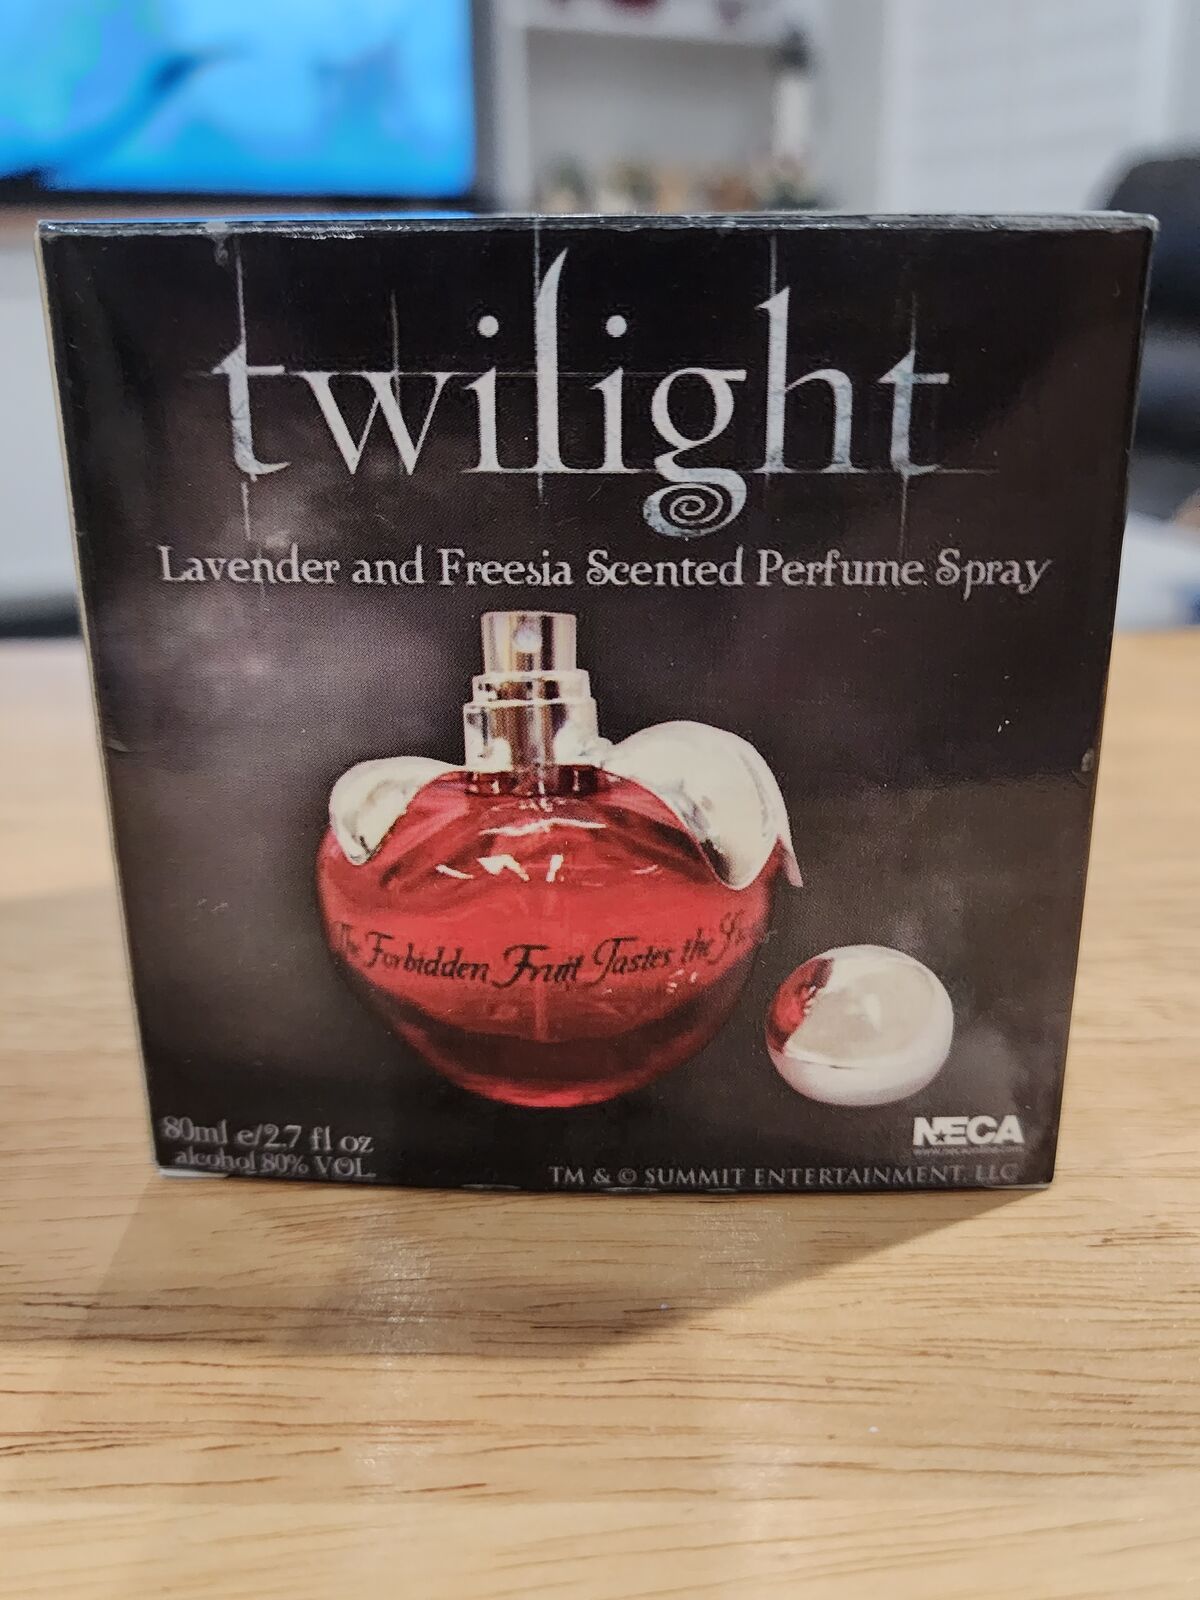 twilight
Lavender and Freesia Scented Perfume Spray
The Forbidden Fruit Tastes the
80ml e/2.7 fl oz
alcohol 80% VOL
NECA
TM & © SUMMIT ENTERTAINMENT, LLC